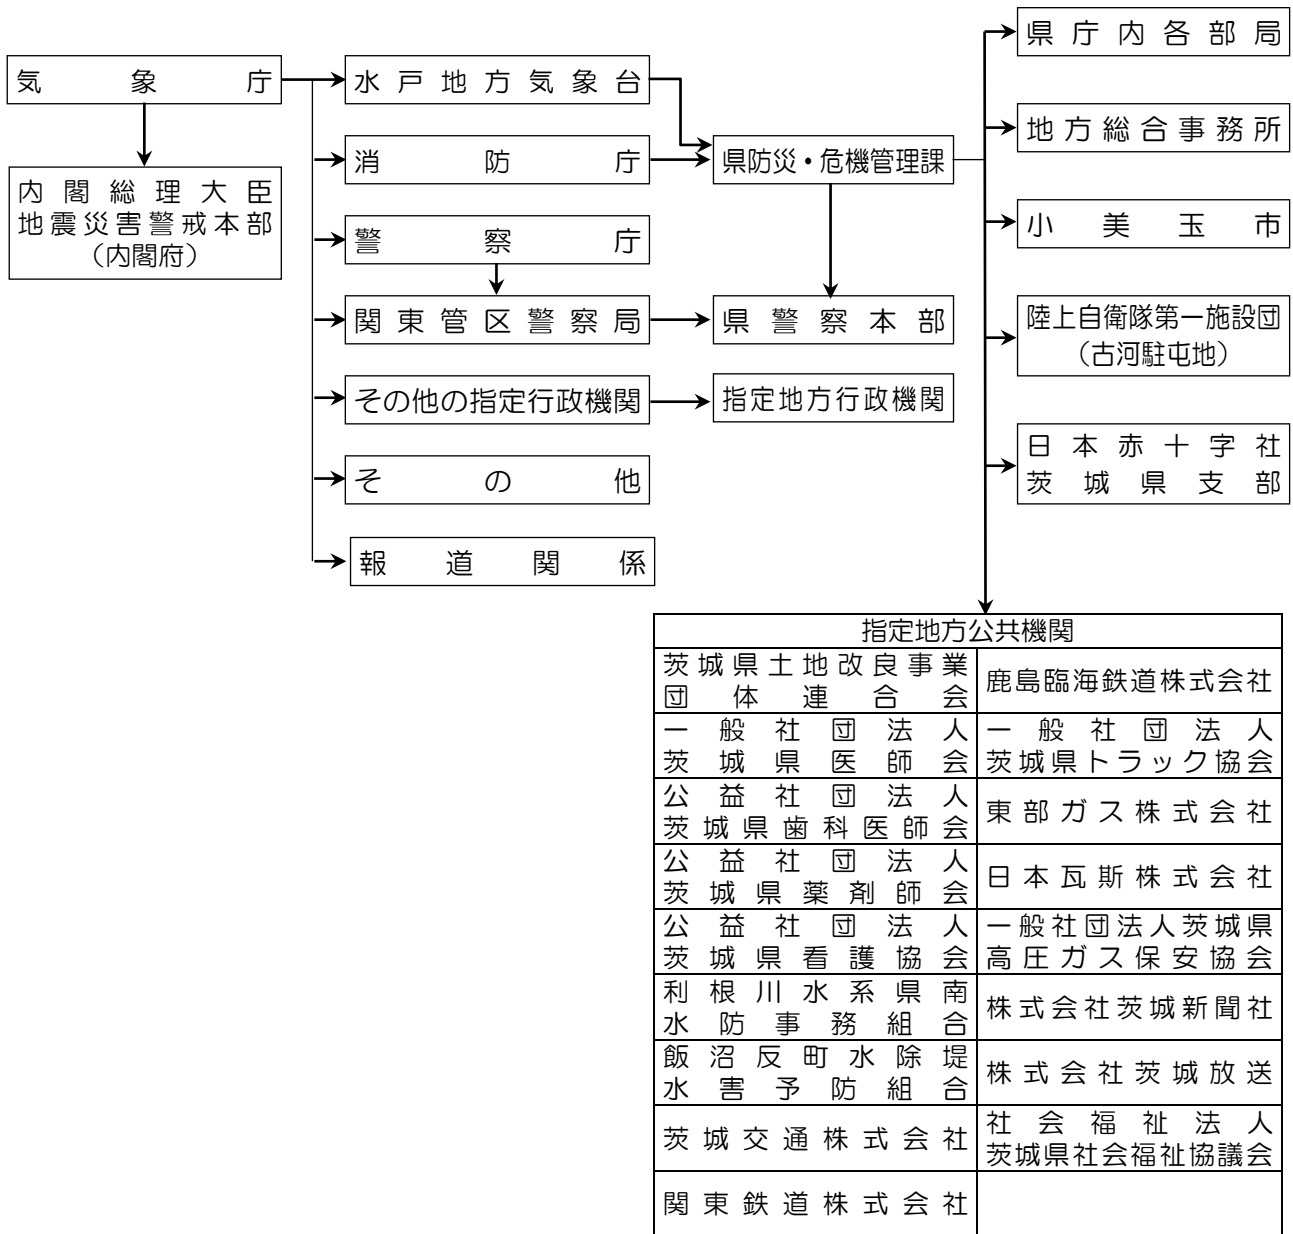 気象庁
内閣総理大臣
地震災害警戒本部
（内閣府）
水戸地方気象台
消防庁
警察庁
関東管区警察局
その他の指定行政機関
その他
報道関係
県防災・危機管理課
県警察本部
指定地方行政機関
県庁内各部局
地方総合事務所
小美玉市
陸上自衛隊第一施設団
（古河駐屯地）
日本赤十字社
茨城県支部
指定地方公共機関
茨城県土地改良事業
団体連合会
鹿島臨海鉄道株式会社
一般社団法人
茨城県医師会
一般社団法人
茨城県トラック協会
公益社団法人
茨城県歯科医師会
東部ガス株式会社
公益社団法人
茨城県薬剤師会
日本瓦斯株式会社
公益社団法人
茨城県看護協会
一般社団法人茨城県
高圧ガス保安協会
利根川水系県南
水防事務組合
株式会社茨城新聞社
飯沼反町水除堤
水害予防組合
株式会社茨城放送
茨城交通株式会社
社会福祉法人
茨城県社会福祉協議会
関東鉄道株式会社